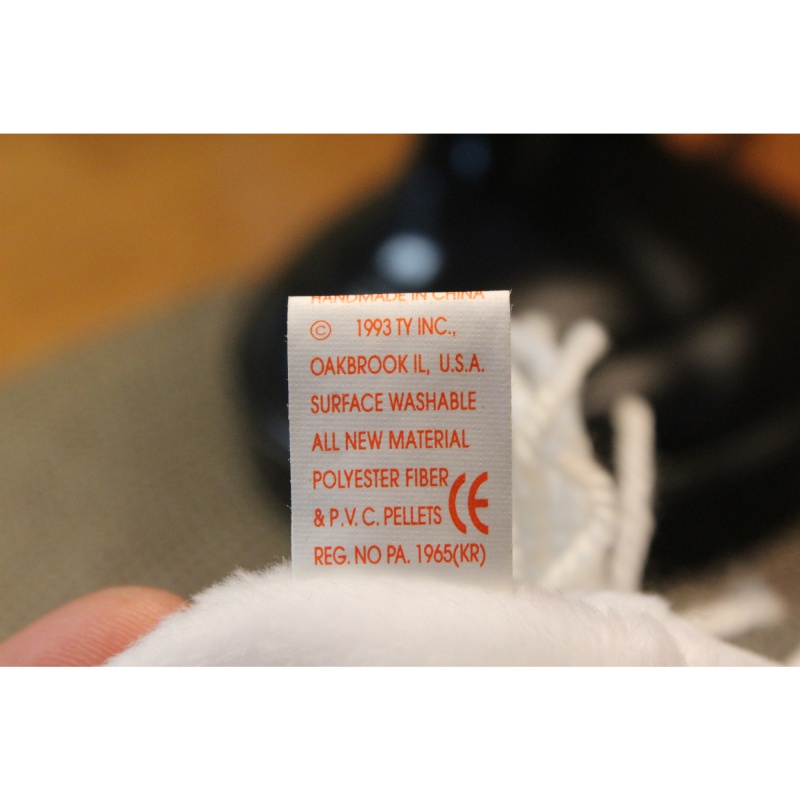 HANDMADE IN CHINA
© 1993 TY INC.,
OAKBROOK IL, U.S.A.
SURFACE WASHABLE
ALL NEW MATERIAL
POLYESTER FIBER
& P.V.C. PELLETS CE
REG. NO PA. 1965(KR)